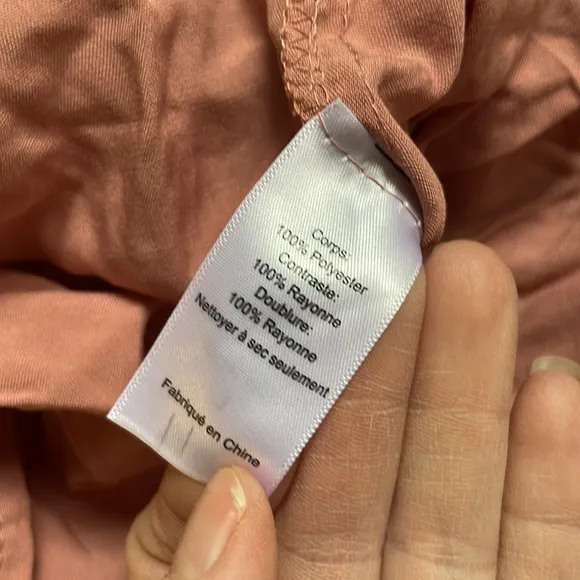 Corps:
100% Polyester
Contraste:
100% Rayonne
Doublure:
100% Rayonne
Nettoyer à sec seulement
Fabriqué en Chine